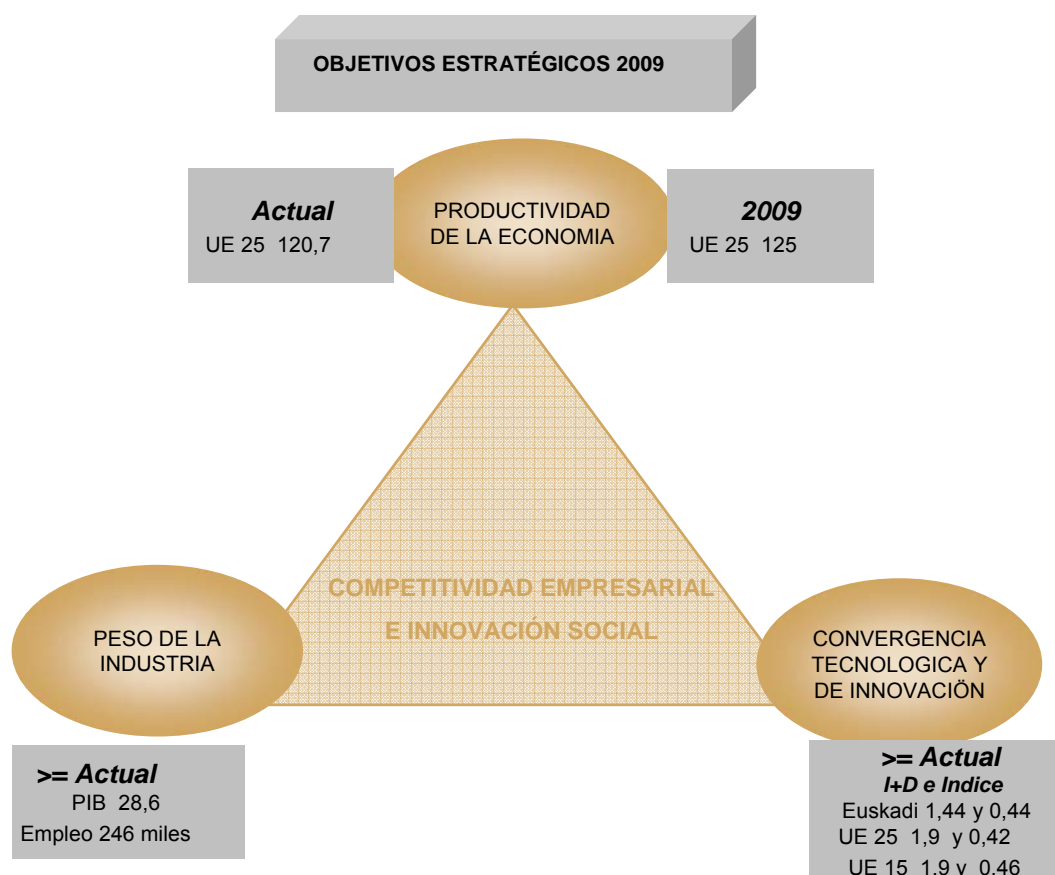 OBJETIVOS ESTRATÉGICOS 2009
Actual
UE 25 120,7
PRODUCTIVIDAD
DE LA ECONOMIA
2009
UE 25 125
COMPETITIVIDAD EMPRESARIAL
E INNOVACIÓN SOCIAL
PESO DE LA
INDUSTRIA
CONVERGENCIA
TECNOLOGICA Y
DE INNOVACIÖN
>= Actual
PIB 28,6
Empleo 246 miles
>= Actual
I+D e Indice
Euskadi 1,44 y 0,44
UE 25 1,9 y 0,42
UE 15 1,9 y 0,46